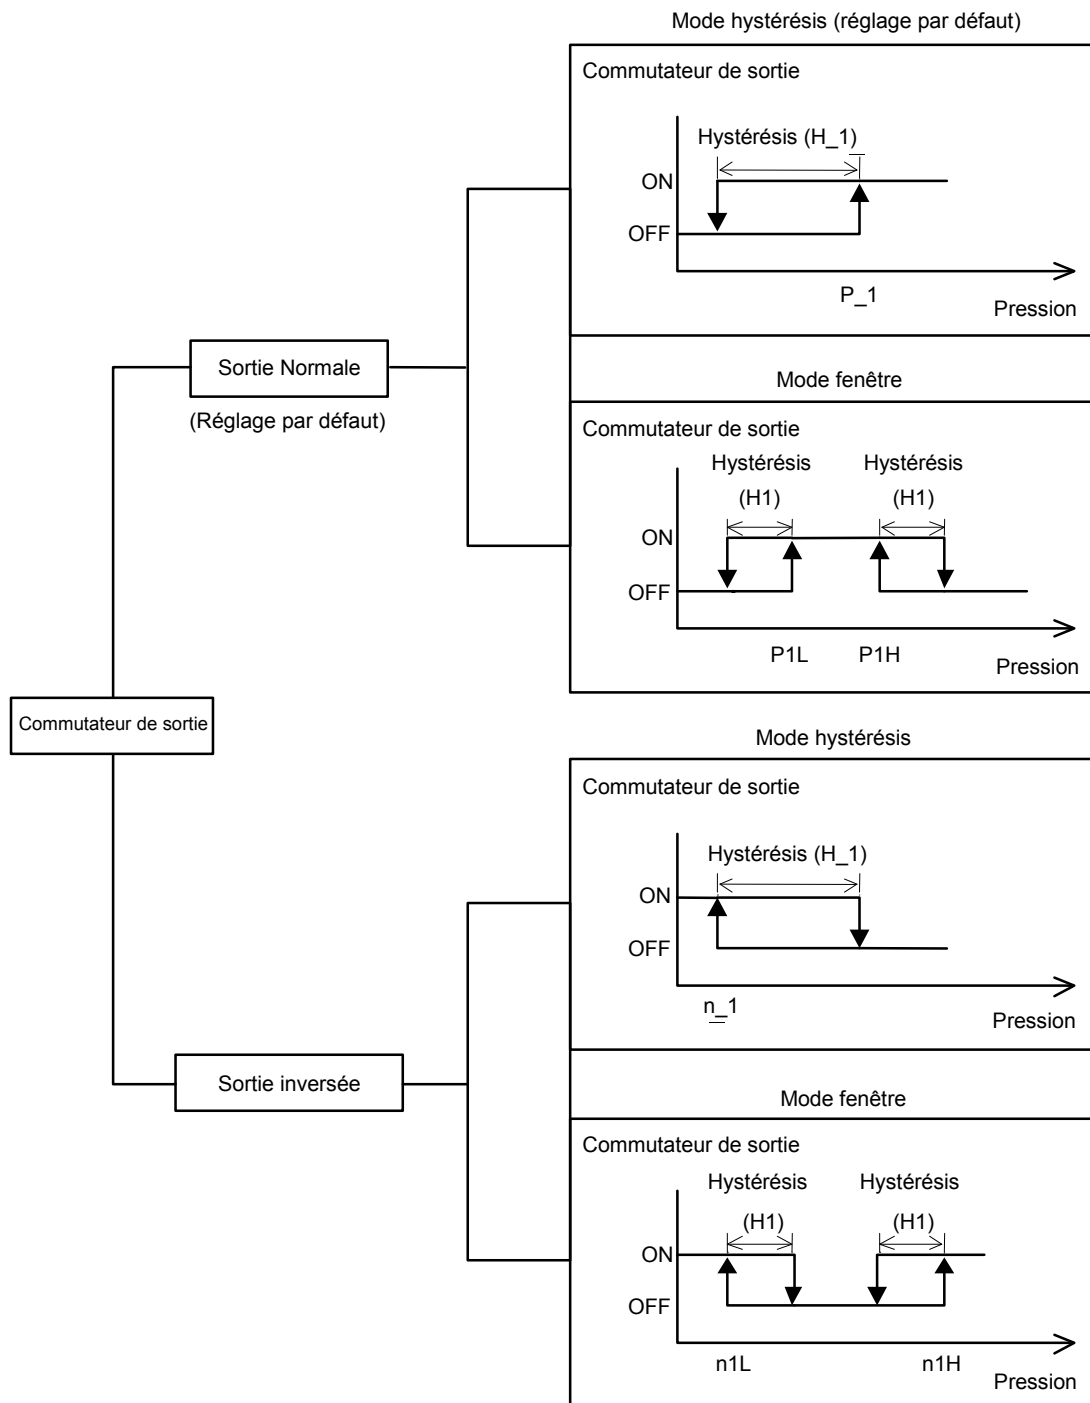 Mode hystérésis (réglage par défaut)
Commutateur de sortie
Hystérésis (H_1)
ON
OFF
P_1
Pression
Sortie Normale
(Réglage par défaut)
Mode fenêtre
Commutateur de sortie
Hystérésis Hystérésis
(H1) (H1)
ON
OFF
P1L P1H
Pression
Commutateur de sortie
Mode hystérésis
Commutateur de sortie
Hystérésis (H_1)
ON
OFF
n_1
Pression
Sortie inversée
Mode fenêtre
Commutateur de sortie
Hystérésis Hystérésis
(H1) (H1)
ON
OFF
n1L n1H
Pression